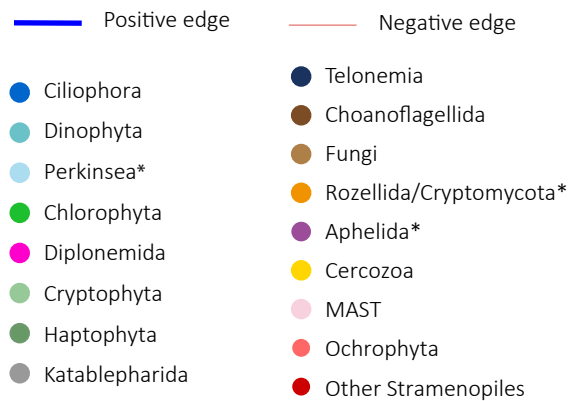 Positive edge
Negative edge
Ciliophora
Dinophyta
Perkinsea*
Chlorophyta
Diplonemida
Cryptophyta
Haptophyta
Katablepharida
Telonemia
Choanoflagellida
Fungi
Rozellida/Cryptomycota*
Aphelida*
Cercozoa
MAST
Ochrophyta
Other Stramenopiles